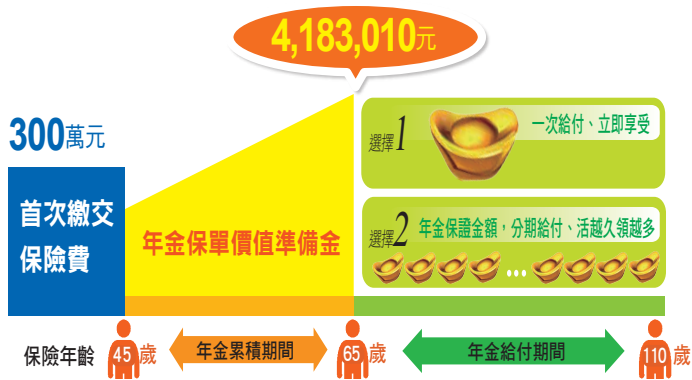 4,183,010元
300萬元
首次繳交
保險費
年金保單價值準備金
選擇1
一次給付、立即享受
選擇2
年金保證金額，分期給付、活越久領越多
...
保險年齡
45歲
年金累積期間
65歲
年金給付期間
110歲